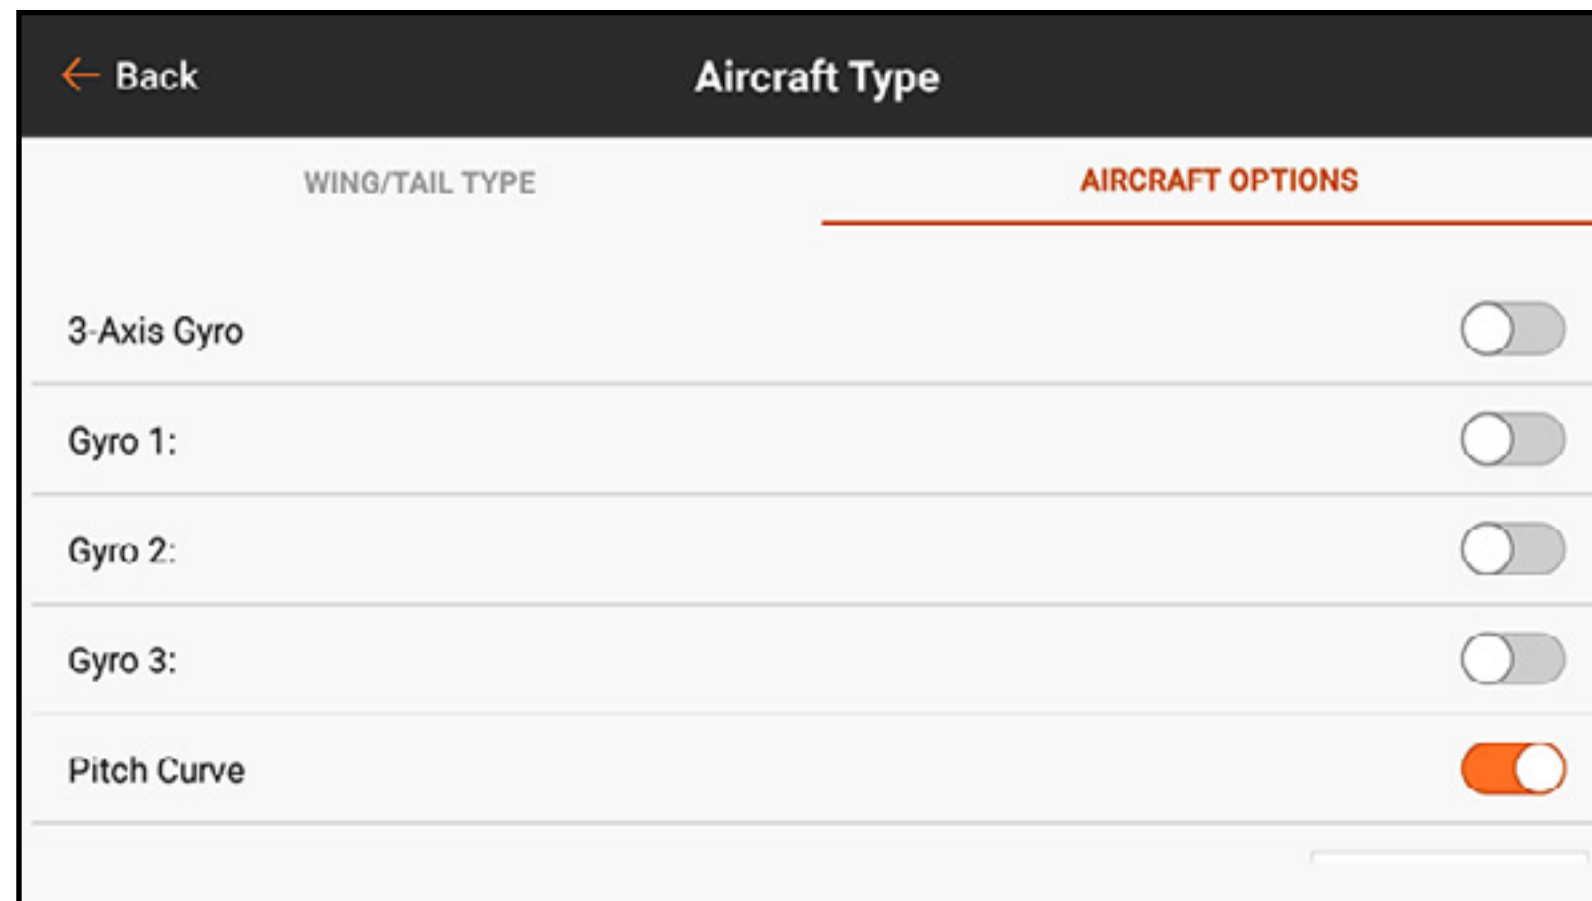 Back
Aircraft Type
WING/TAIL TYPE
AIRCRAFT OPTIONS
3-Axis Gyro
Gyro 1:
Gyro 2:
Gyro 3:
Pitch Curve